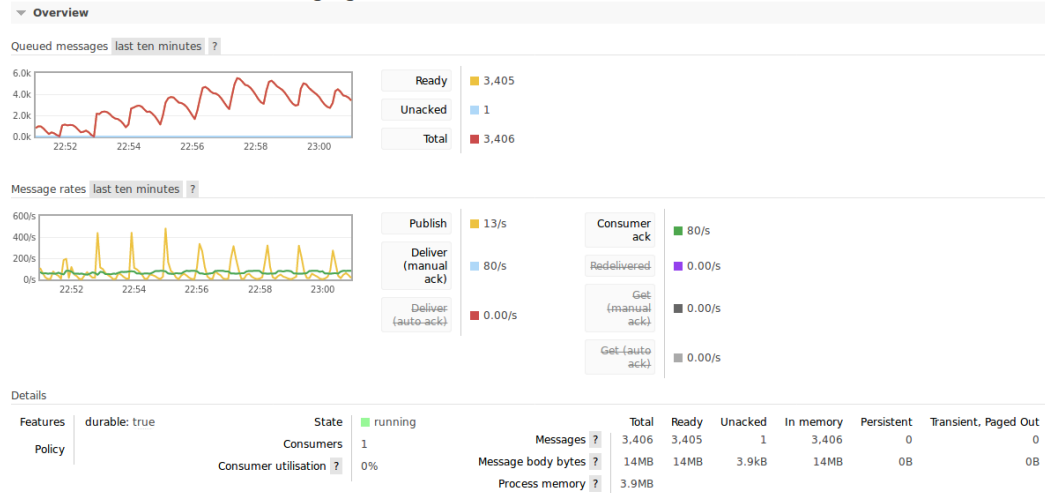 Overview
Queued messages last ten minutes ?
6.0k
4.0k
2.0k
0.0k
22:52 22:54 22:56 22:58 23:00
Ready 3,405
Unacked 1
Total 3,406
Message rates last ten minutes ?
600/s
400/s
200/s
0/s
22:52 22:54 22:56 22:58 23:00
Publish 13/s
Deliver
(manual 80/s
ack)
Deliver
(auto ack) 0.00/s
Consumer
ack 80/s
Redelivered 0.00/s
Get
(manual 0.00/s
ack)
Get (auto
ack) 0.00/s
Details
Features durable: true
Policy
State running
Consumers 1
Consumer utilisation ? 0%
Total Ready Unacked In memory Persistent Transient, Paged Out
Messages ? 3,406 3,405 1 3,406 0 0
Message body bytes ? 14MB 14MB 3.9kB 14MB 0B 0B
Process memory ? 3.9MB